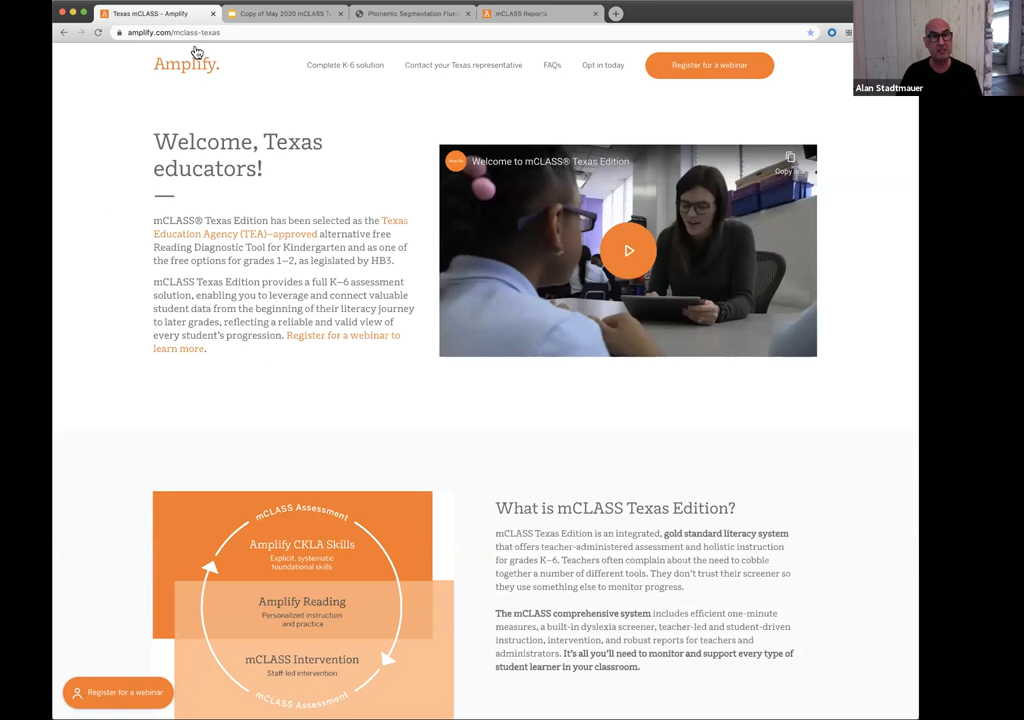 Texas mCLASS - Amplify
Copy of May 2020 mCLASS T
Phonemic Segmentation Flue
mCLASS Reports
amplify.com/mclass-texas
Amplify.
Complete K-6 solution
Contact your Texas representative
FAQs
Opt in today
Register for a webinar
Alan Stadtmauer
Welcome, Texas
educators!
mCLASS® Texas Edition has been selected as the Texas
Education Agency (TEA)–approved alternative free
Reading Diagnostic Tool for Kindergarten and as one of
the free options for grades 1–2, as legislated by HB3.
mCLASS Texas Edition provides a full K–6 assessment
solution, enabling you to leverage and connect valuable
student data from the beginning of their literacy journey
to later grades, reflecting a reliable and valid view of
every student's progression. Register for a webinar to
learn more.
Welcome to mCLASS® Texas Edition
Copy
mCLASS Assessment
Amplify CKLA Skills
Explicit, systematic
foundational skills
Amplify Reading
Personalized instruction
and practice
mCLASS Intervention
Staff-led intervention
mCLASS Assessment
Register for a webinar
What is mCLASS Texas Edition?
mCLASS Texas Edition is an integrated, gold standard literacy system
that offers teacher-administered assessment and holistic instruction
for grades K–6. Teachers often complain about the need to cobble
together a number of different tools. They don't trust their screener so
they use something else to monitor progress.
The mCLASS comprehensive system includes efficient one-minute
measures, a built-in dyslexia screener, teacher-led and student-driven
instruction, intervention, and robust reports for teachers and
administrators. It's all you'll need to monitor and support every type of
student learner in your classroom.